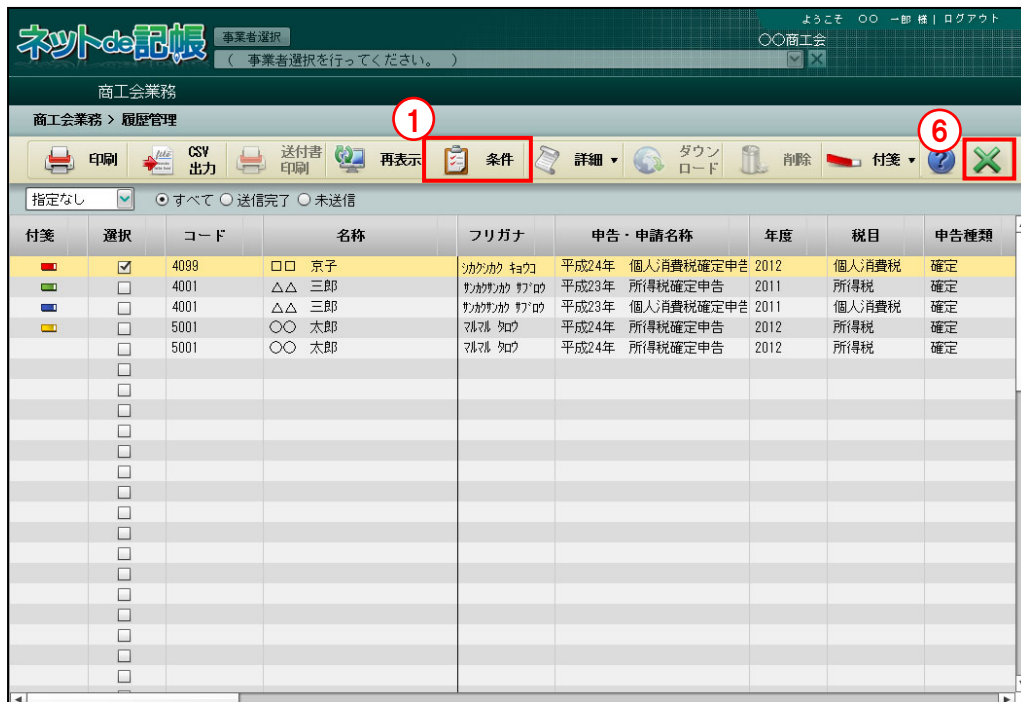 ようこそ 〇〇 一郎 様 | ログアウト
ネットde記帳
事業者選択
〇〇商工会
( 事業者選択を行ってください。 )
商工会業務
商工会業務 > 履歴管理
①
⑥
印刷
CSV出力
送付書印刷
再表示
条件
詳細 ▼
ダウンロード
削除
付箋 ▼
?
指定なし
すべて 送信完了 未送信
付箋 選択 コード 名称 フリガナ 申告・申請名称 年度 税目 申告種類
4099 □□ 京子 シカクシカク キョウコ 平成24年 個人消費税確定申告 2012 個人消費税 確定
4001 △△ 三郎 サンカクサンカク サブロウ 平成23年 所得税確定申告 2011 所得税 確定
4001 △△ 三郎 サンカクサンカク サブロウ 平成23年 個人消費税確定申告 2011 個人消費税 確定
5001 〇〇 太郎 マルマル タロウ 平成24年 所得税確定申告 2012 所得税 確定
5001 〇〇 太郎 マルマル タロウ 平成24年 所得税確定申告 2012 所得税 確定